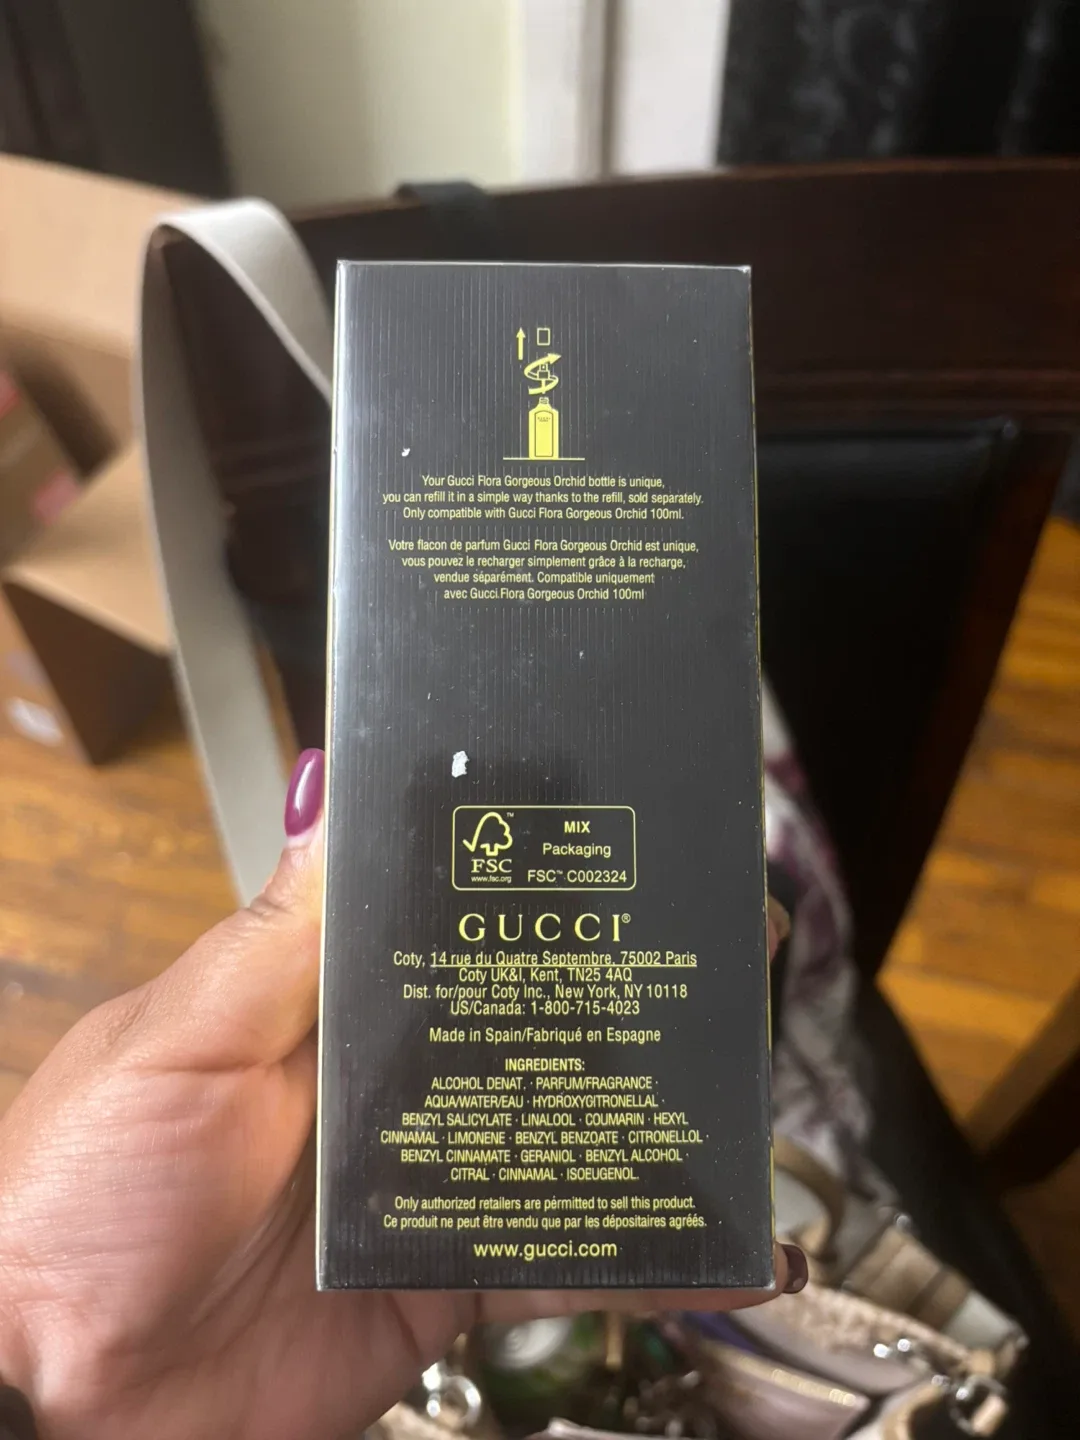 Your Gucci Flora Gorgeous Orchid bottle is unique,
you can refill it in a simple way thanks to the refill, sold separately.
Only compatible with Gucci Flora Gorgeous Orchid 100ml.
Votre flacon de parfum Gucci Flora Gorgeous Orchid est unique,
vous pouvez le recharger simplement grâce à la recharge,
vendue séparément. Compatible uniquement
avec Gucci Flora Gorgeous Orchid 100ml
MIX
Packaging
FSC™ C002324
FSC
www.fsc.org
GUCCI®
Coty, 14 rue du Quatre Septembre, 75002 Paris
Coty UK&I, Kent, TN25 4AQ
Dist. for/pour Coty Inc., New York, NY 10118
US/Canada: 1-800-715-4023
Made in Spain/Fabriqué en Espagne
INGREDIENTS:
ALCOHOL DENAT. · PARFUM/FRAGRANCE ·
AQUA/WATER/EAU · HYDROXYCITRONELLAL ·
BENZYL SALICYLATE · LINALOOL · COUMARIN · HEXYL
CINNAMAL · LIMONENE · BENZYL BENZOATE · CITRONELLOL ·
BENZYL CINNAMATE · GERANIOL · BENZYL ALCOHOL ·
CITRAL · CINNAMAL · ISOEUGENOL.
Only authorized retailers are permitted to sell this product.
Ce produit ne peut être vendu que par les dépositaires agréés.
www.gucci.com